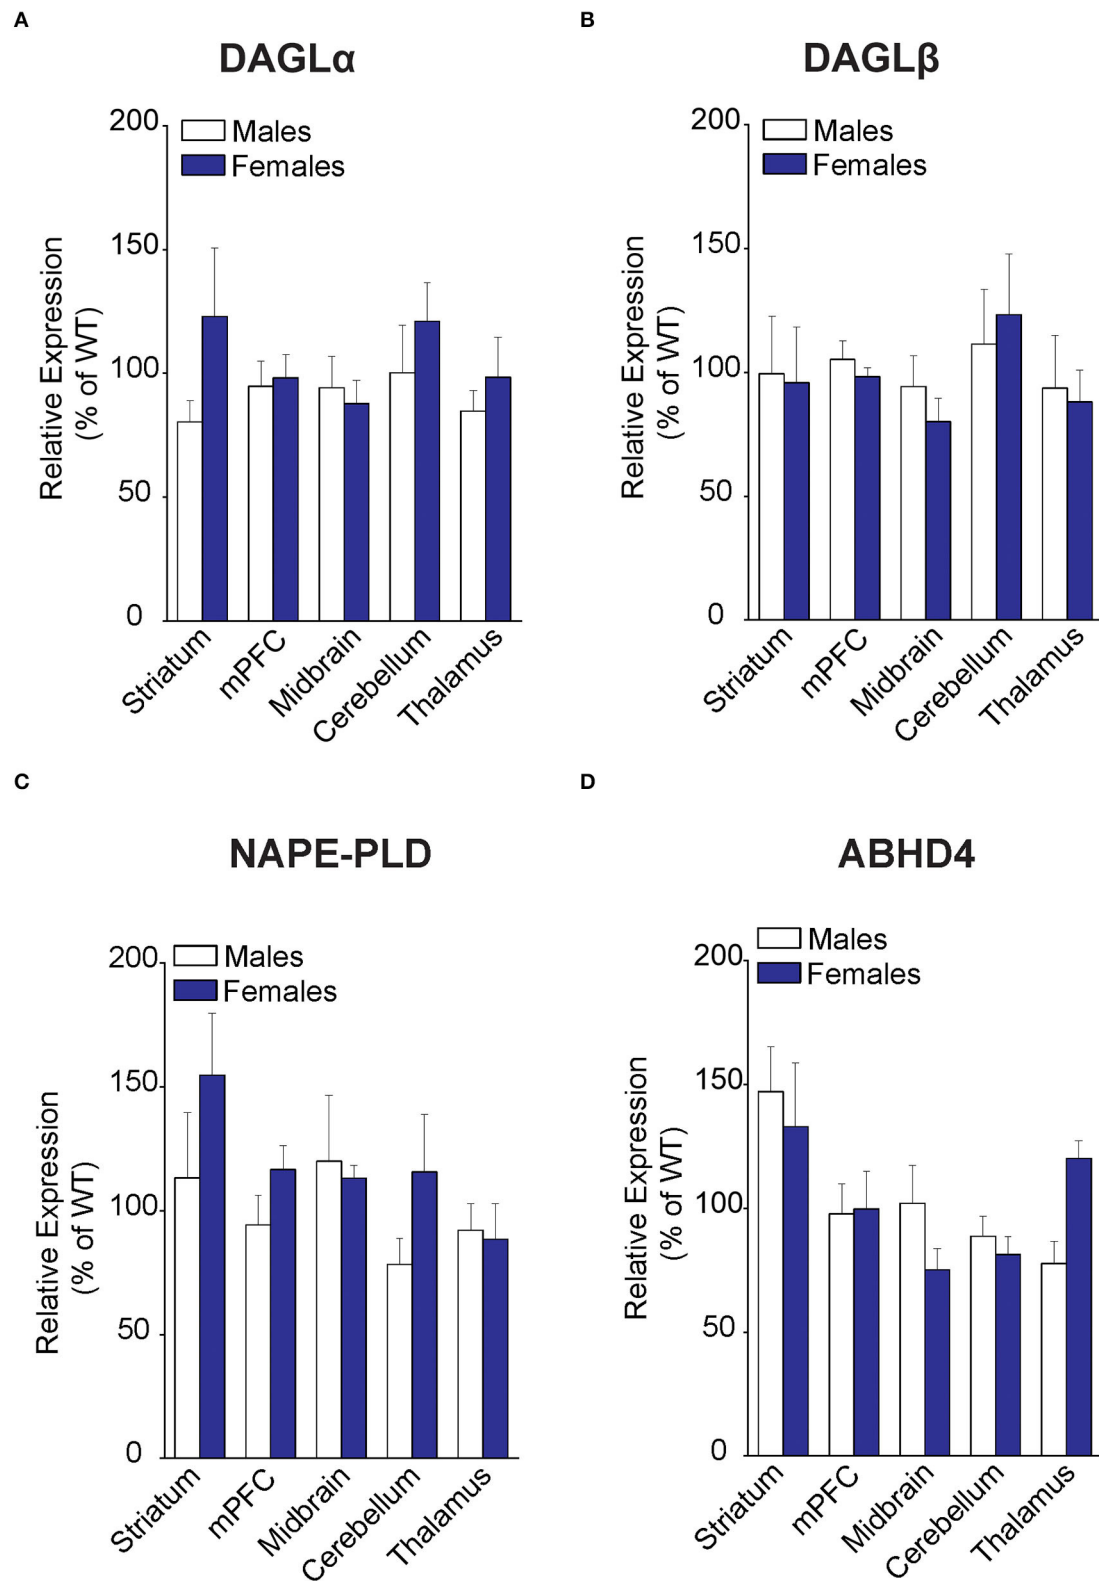 A
DAGLα
200
Males
Females
150
100
50
0
Relative Expression
(% of WT)
Striatum
mPFC
Midbrain
Cerebellum
Thalamus
B
DAGLβ
200
Males
Females
150
100
50
0
Relative Expression
(% of WT)
Striatum
mPFC
Midbrain
Cerebellum
Thalamus
C
NAPE-PLD
200
Males
Females
150
100
50
0
Relative Expression
(% of WT)
Striatum
mPFC
Midbrain
Cerebellum
Thalamus
D
ABHD4
200
Males
Females
150
100
50
0
Relative Expression
(% of WT)
Striatum
mPFC
Midbrain
Cerebellum
Thalamus